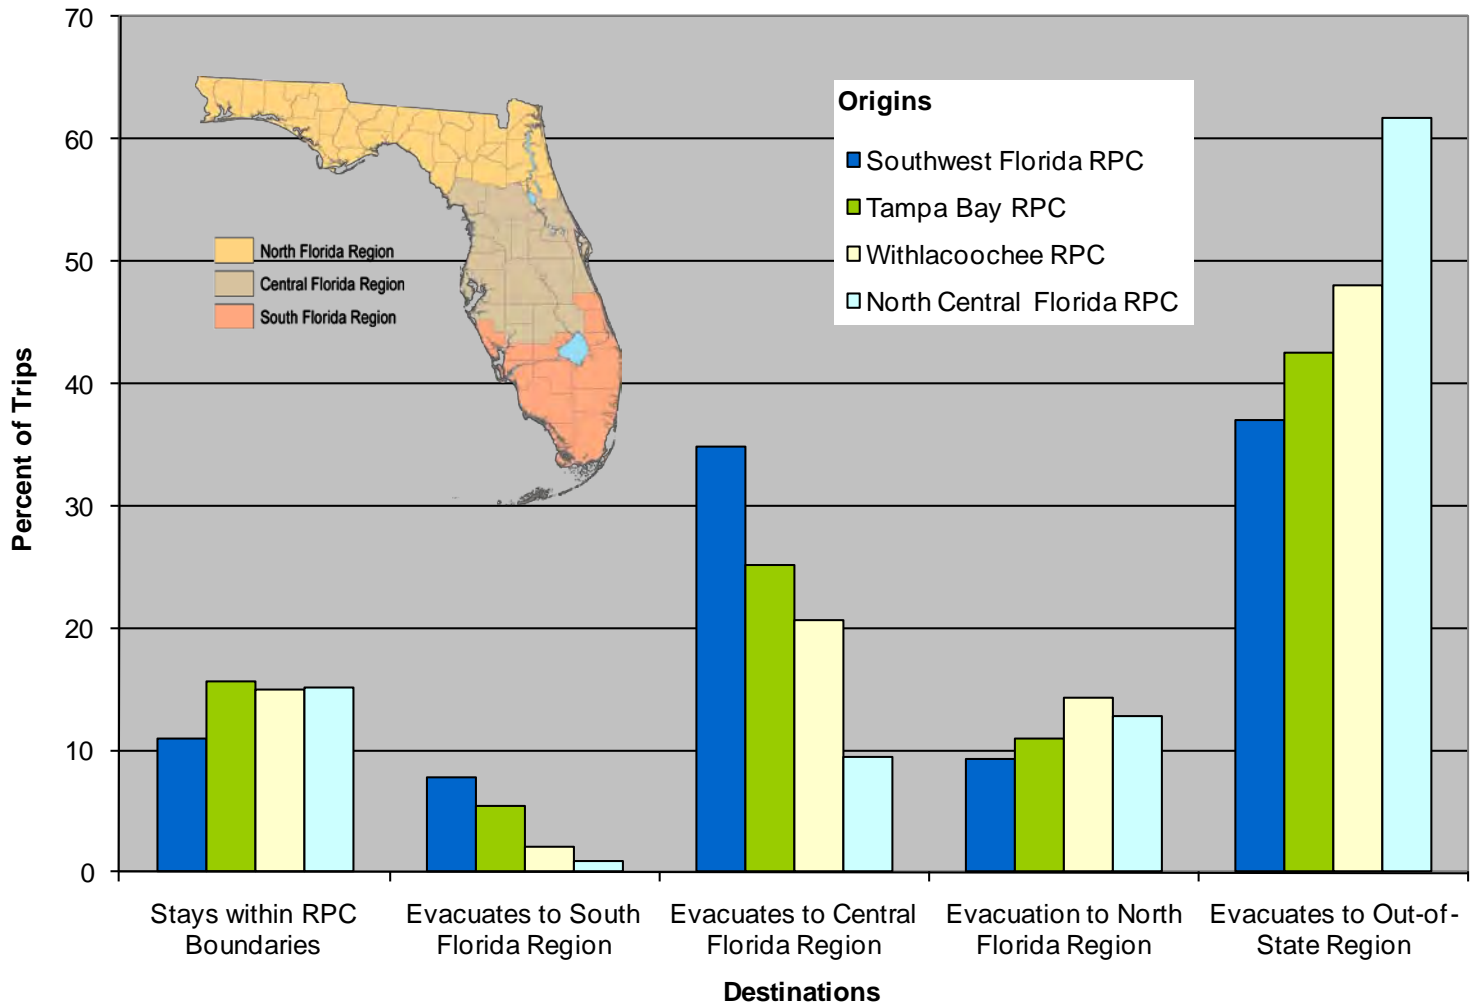 70
60
50
40
30
20
10
0
Percent of Trips
North Florida Region
Central Florida Region
South Florida Region
Origins
Southwest Florida RPC
Tampa Bay RPC
Withlacoochee RPC
North Central Florida RPC
Stays within RPC
Boundaries
Evacuates to South
Florida Region
Evacuates to Central
Florida Region
Evacuation to North
Florida Region
Evacuates to Out-of-
State Region
Destinations